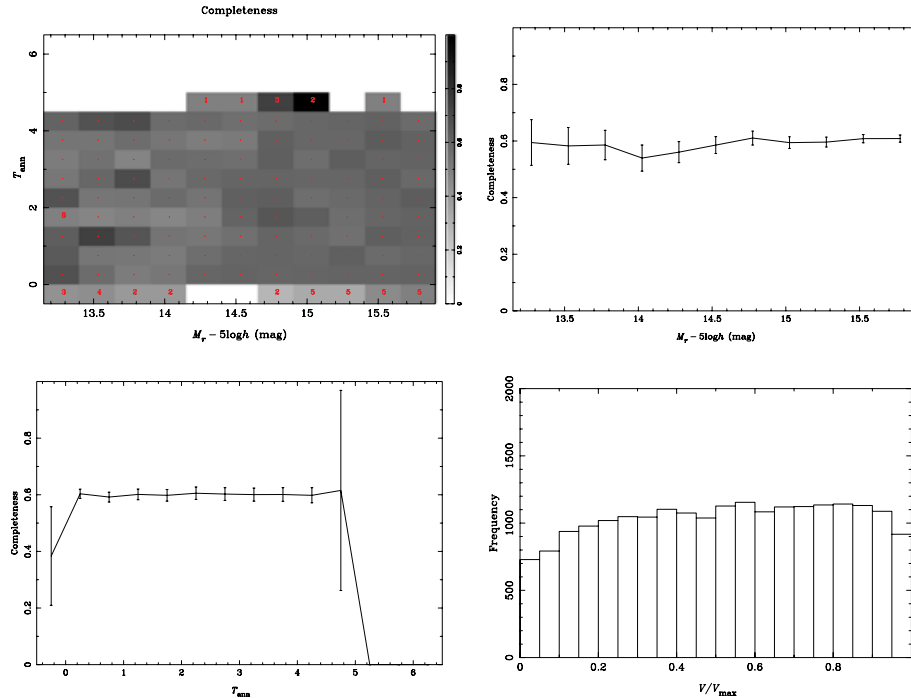 Completeness
6
4
2
0
T_ann
1 1 3 2 1
8
3 4 2 2 2 5 5 5 5
13.5 14 14.5 15 15.5
M_r − 5logh (mag)
0 0.2 0.4 0.6 0.8
Completeness
0 0.2 0.4 0.6 0.8
13.5 14 14.5 15 15.5
M_r − 5logh (mag)
Completeness
0 0.2 0.4 0.6 0.8
0 1 2 3 4 5 6
T_ann
Frequency
0 500 1000 1500 2000
0 0.2 0.4 0.6 0.8
V/V_max